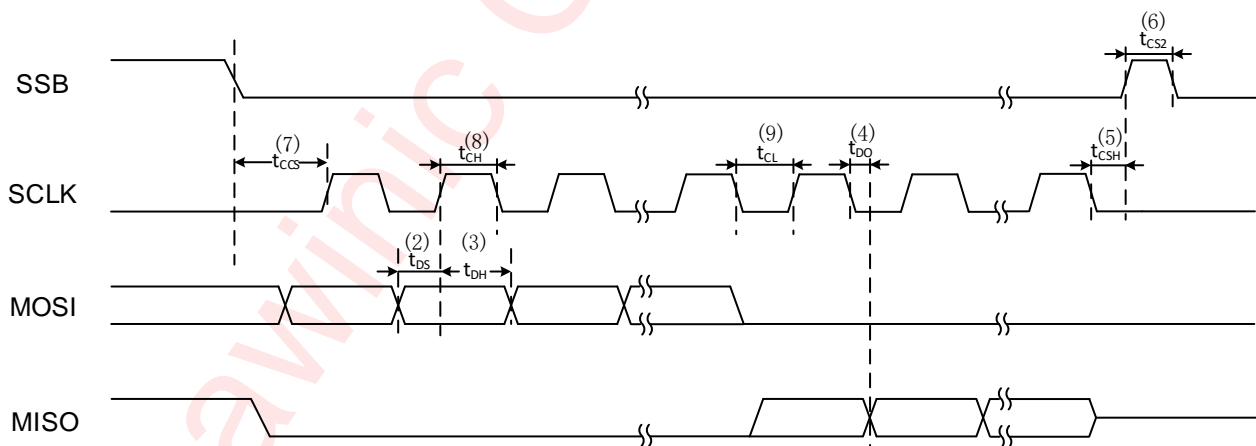 (6)
tCS2
SSB
(7)
tCCS
(8)
tCH
(9)
tCL
(4)
tDO
(5)
tCSH
SCLK
(2)
tDS
(3)
tDH
MOSI
MISO
awinic